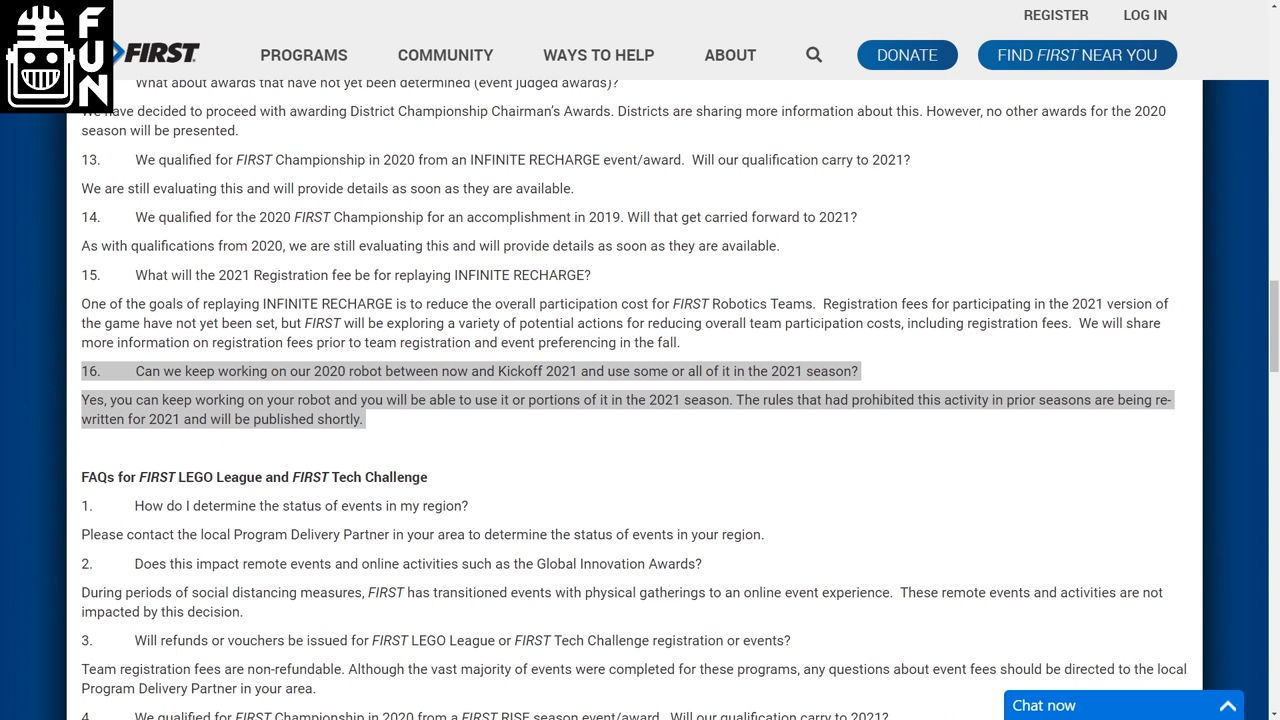 REGISTER LOG IN
FUN
FIRST PROGRAMS COMMUNITY WAYS TO HELP ABOUT DONATE FIND FIRST NEAR YOU
What about awards that have not yet been determined (event judged awards)?
We have decided to proceed with awarding District Championship Chairman's Awards. Districts are sharing more information about this. However, no other awards for the 2020
season will be presented.
13. We qualified for FIRST Championship in 2020 from an INFINITE RECHARGE event/award. Will our qualification carry to 2021?
We are still evaluating this and will provide details as soon as they are available.
14. We qualified for the 2020 FIRST Championship for an accomplishment in 2019. Will that get carried forward to 2021?
As with qualifications from 2020, we are still evaluating this and will provide details as soon as they are available.
15. What will the 2021 Registration fee be for replaying INFINITE RECHARGE?
One of the goals of replaying INFINITE RECHARGE is to reduce the overall participation cost for FIRST Robotics Teams. Registration fees for participating in the 2021 version of
the game have not yet been set, but FIRST will be exploring a variety of potential actions for reducing overall team participation costs, including registration fees. We will share
more information on registration fees prior to team registration and event preferencing in the fall.
16. Can we keep working on our 2020 robot between now and Kickoff 2021 and use some or all of it in the 2021 season?
Yes, you can keep working on your robot and you will be able to use it or portions of it in the 2021 season. The rules that had prohibited this activity in prior seasons are being re-
written for 2021 and will be published shortly.
FAQs for FIRST LEGO League and FIRST Tech Challenge
1. How do I determine the status of events in my region?
Please contact the local Program Delivery Partner in your area to determine the status of events in your region.
2. Does this impact remote events and online activities such as the Global Innovation Awards?
During periods of social distancing measures, FIRST has transitioned events with physical gatherings to an online event experience. These remote events and activities are not
impacted by this decision.
3. Will refunds or vouchers be issued for FIRST LEGO League or FIRST Tech Challenge registration or events?
Team registration fees are non-refundable. Although the vast majority of events were completed for these programs, any questions about event fees should be directed to the local
Program Delivery Partner in your area.
4. We qualified for FIRST Championship in 2020 from a FIRST RISE season event/award. Will our qualification carry to 2021?
Chat now